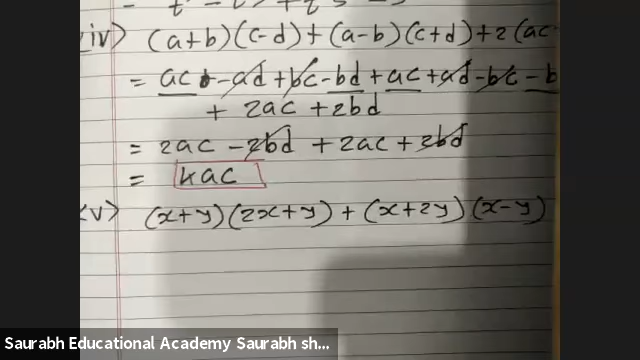 iv) (a+b)(c-d)+(a-b)(c+d)+2(ac
= ac - ad + bc - bd + ac + ad - bc - b
+ 2ac + 2bd
= 2ac - 2bd + 2ac + 2bd
= 4ac
v) (x+y)(2x+y) + (x+2y)(x-y)
Saurabh Educational Academy Saurabh sh...